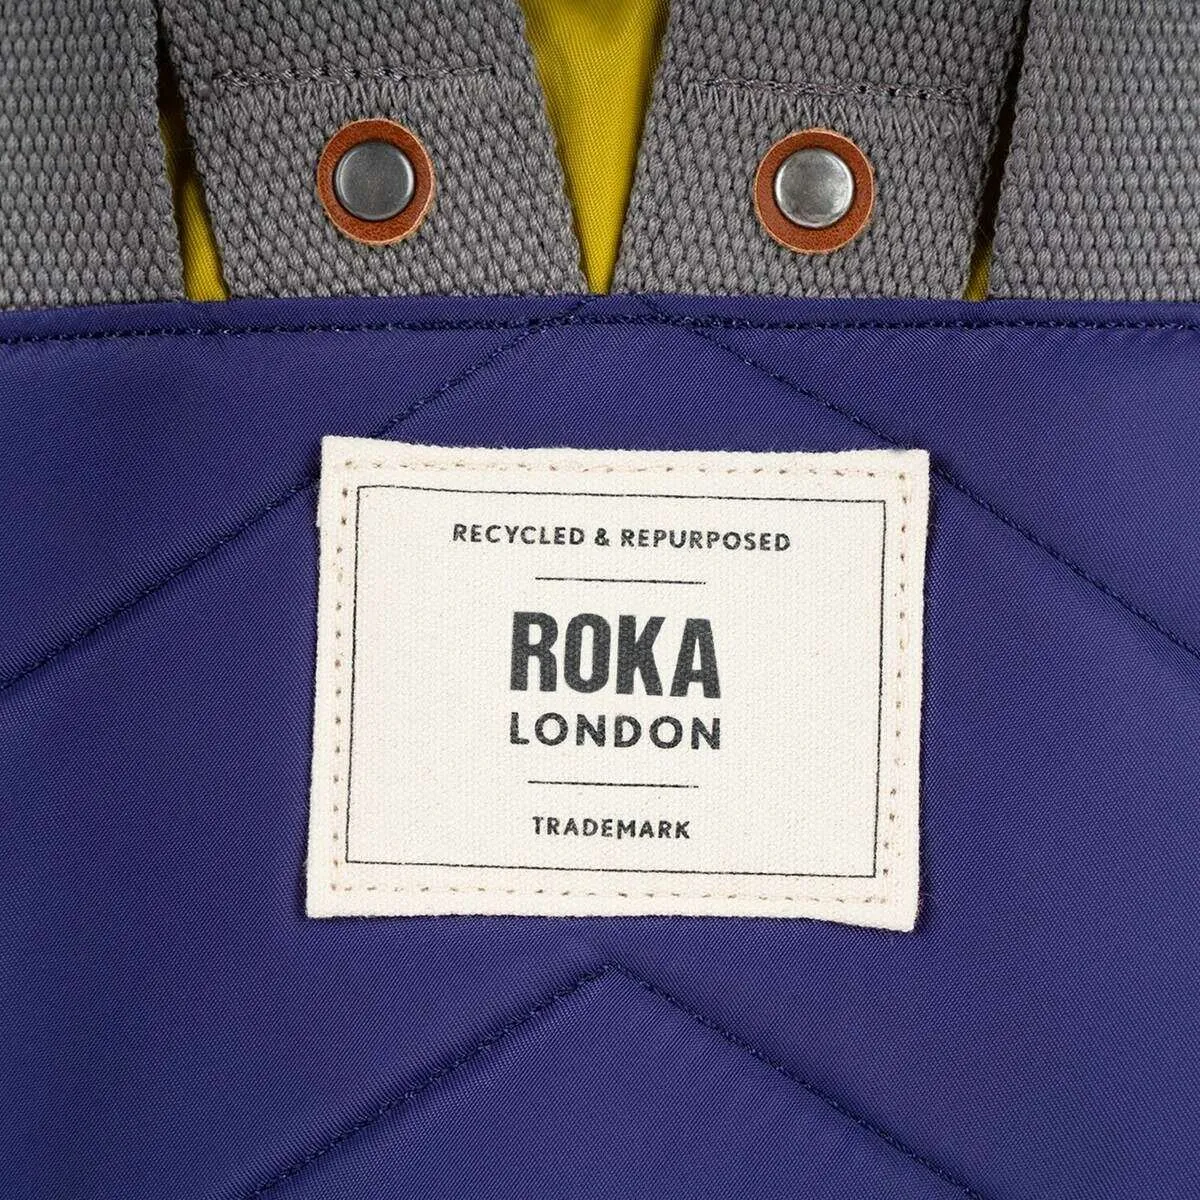 RECYCLED & REPURPOSED
ROKA
LONDON
TRADEMARK